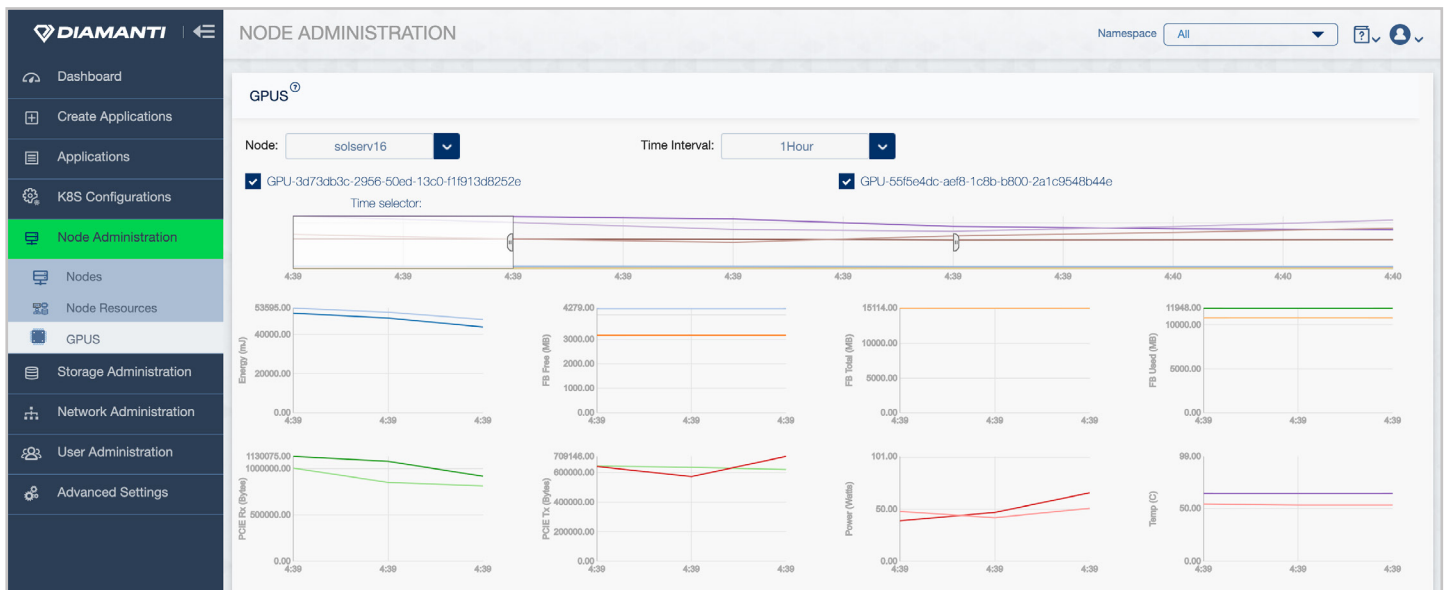 DIAMANTI
NODE ADMINISTRATION
Namespace All
Dashboard
Create Applications
Applications
K8S Configurations
Node Administration
Nodes
Node Resources
GPUS
Storage Administration
Network Administration
User Administration
Advanced Settings
GPUS
Node: solserv16 Time Interval: 1Hour
GPU-3d73db3c-2956-50ed-13c0-f1f913d8252e GPU-55f5e4dc-aef8-1c8b-b800-2a1c9548b44e
Time selector:
4:39 4:39 4:39 4:39 4:39 4:39 4:39 4:39 4:40 4:40 4:40
Energy (mJ)
53595.00
40000.00
20000.00
0.00
4:39 4:39 4:39
FB Free (MB)
4279.00
3000.00
2000.00
1000.00
0.00
4:39 4:39 4:39
FB Total (MB)
15114.00
10000.00
5000.00
0.00
4:39 4:39 4:39
FB Used (MB)
11948.00
10000.00
5000.00
0.00
4:39 4:39 4:39
PCIE Rx (Bytes)
1130075.00
1000000.00
500000.00
0.00
4:39 4:39 4:39
PCIE Tx (Bytes)
709146.00
600000.00
400000.00
200000.00
0.00
4:39 4:39 4:39
Power (Watts)
101.00
50.00
0.00
4:39 4:39 4:39
Temp (C)
99.00
50.00
0.00
4:39 4:39 4:39